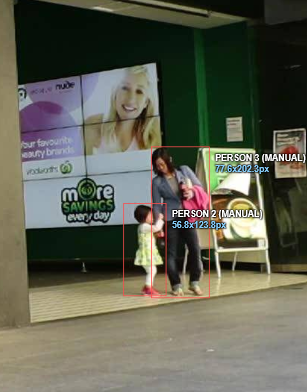 nude
Your favourite
beauty brands
woolworths
more
SAVINGS
every day
PERSON 3 (MANUAL)
77.6x202.3px
PERSON 2 (MANUAL)
56.8x123.8px